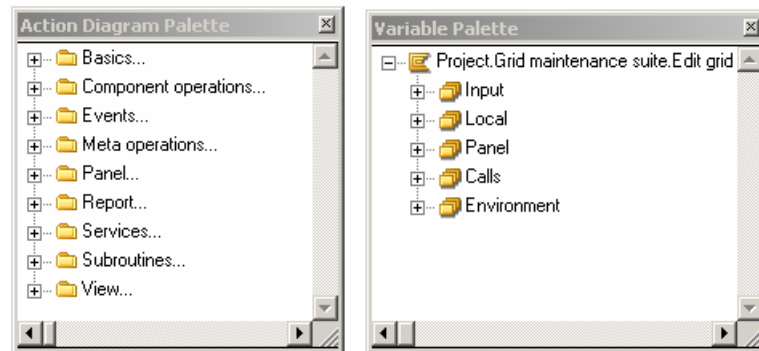 Action Diagram Palette
Basics...
Component operations...
Events...
Meta operations...
Panel...
Report...
Services...
Subroutines...
View...
Variable Palette
Project.Grid maintenance suite.Edit grid
Input
Local
Panel
Calls
Environment